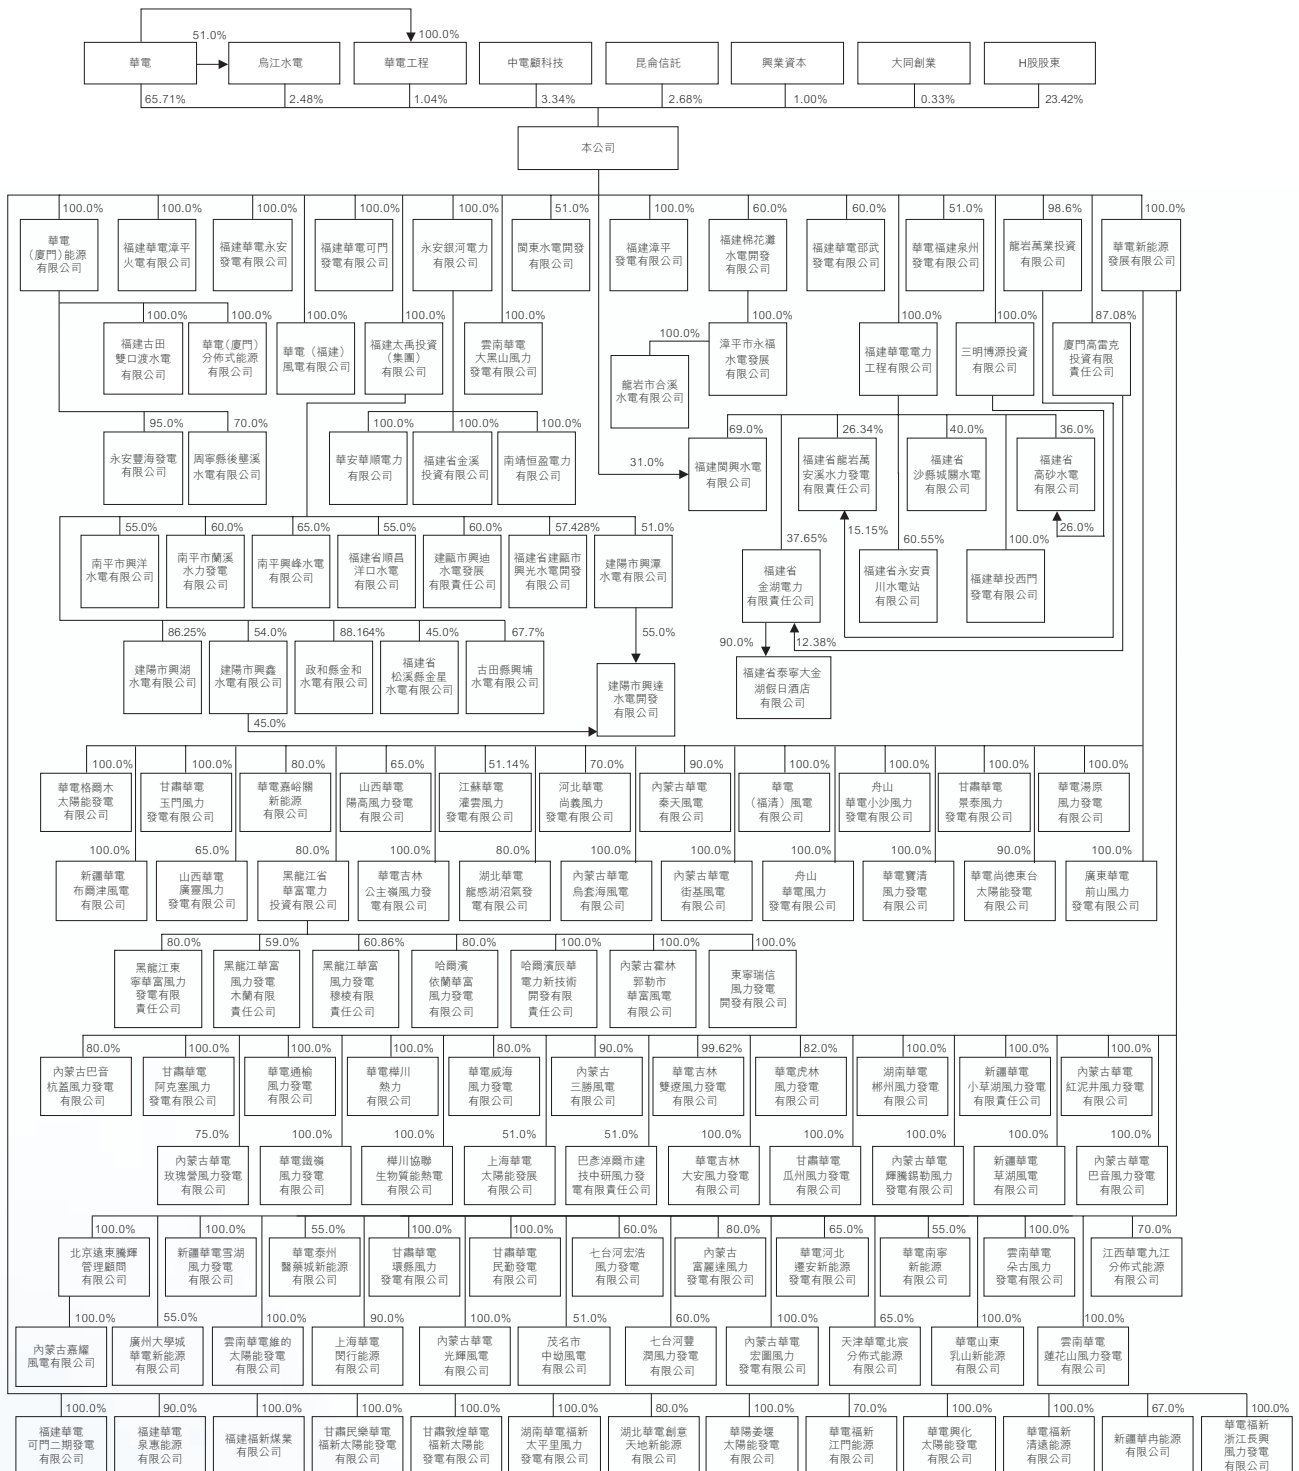 51.0%
100.0%
華電
烏江水電
華電工程
中電顧科技
昆侖信託
興業資本
大同創業
H股股東
65.71%
2.48%
1.04%
3.34%
2.68%
1.00%
0.33%
23.42%
本公司
100.0%
100.0%
100.0%
100.0%
100.0%
51.0%
100.0%
60.0%
60.0%
51.0%
98.6%
100.0%
華電
(廈門)能源
有限公司
福建華電漳平
火電有限公司
福建華電永安
發電有限公司
福建華電可門
發電有限公司
永安銀河電力
有限公司
閩東水電開發
有限公司
福建漳平
發電有限公司
福建棉花灘
水電開發
有限公司
福建華電邵武
發電有限公司
華電福建泉州
發電有限公司
龍岩萬業投資
有限公司
華電新能源
發展有限公司
100.0%
100.0%
100.0%
100.0%
100.0%
100.0%
100.0%
100.0%
100.0%
87.08%
福建古田
雙口渡水電
有限公司
華電(廈門)
分佈式能源
有限公司
華電(福建)
風電有限公司
福建太禹投資
(集團)
有限公司
雲南華電
大黑山風力
發電有限公司
龍岩市合溪
水電有限公司
漳平市永福
水電發展
有限公司
福建華電電力
工程有限公司
三明博源投資
有限公司
廈門高雷克
投資有限
責任公司
95.0%
70.0%
100.0%
100.0%
100.0%
31.0%
69.0%
26.34%
40.0%
36.0%
永安豐海發電
有限公司
周寧縣後壟溪
水電有限公司
華安華順電力
有限公司
福建省金溪
投資有限公司
南靖恒盈電力
有限公司
福建閩興水電
有限公司
福建省龍岩萬
安溪水力發電
有限責任公司
福建省
沙縣城關水電
有限公司
福建省
高砂水電
有限公司
55.0%
60.0%
65.0%
55.0%
60.0%
57.428%
51.0%
37.65%
15.15%
60.55%
100.0%
26.0%
南平市興洋
水電有限公司
南平市蘭溪
水力發電
有限公司
南平興峰水電
有限公司
福建省順昌
洋口水電
有限公司
建甌市興迪
水電發展
有限責任公司
福建省建甌市
興光水電開發
有限公司
建陽市興潭
水電有限公司
福建省
金湖電力
有限責任公司
福建省永安貢
川水電站
有限公司
福建華投西門
發電有限公司
86.25%
54.0%
88.164%
45.0%
67.7%
55.0%
90.0%
12.38%
建陽市興湖
水電有限公司
建陽市興鑫
水電有限公司
政和縣金和
水電有限公司
福建省
松溪縣金星
水電有限公司
古田縣興埔
水電有限公司
建陽市興達
水電開發
有限公司
福建省泰寧大金
湖假日酒店
有限公司
45.0%
100.0%
100.0%
80.0%
65.0%
51.14%
70.0%
90.0%
100.0%
100.0%
100.0%
100.0%
華電格爾木
太陽能發電
有限公司
甘肅華電
玉門風力
發電有限公司
華電嘉峪關
新能源
有限公司
山西華電
陽高風力發電
有限公司
江蘇華電
灌雲風力
發電有限公司
河北華電
尚義風力
發電有限公司
內蒙古華電
秦天風電
有限公司
華電
(福清)風電
有限公司
舟山
華電小沙風力
發電有限公司
甘肅華電
景泰風力
發電有限公司
華電湯原
風力發電
有限公司
100.0%
65.0%
80.0%
100.0%
80.0%
100.0%
100.0%
100.0%
100.0%
90.0%
100.0%
新疆華電
布爾津風電
有限公司
山西華電
廣靈風力
發電有限公司
黑龍江省
華富電力
投資有限公司
華電吉林
公主嶺風力發
電有限公司
湖北華電
龍感湖沼氣發
電有限公司
內蒙古華電
烏套海風電
有限公司
內蒙古華電
街基風電
有限公司
舟山
華電風力
發電有限公司
華電寶清
風力發電
有限公司
華電尚德東台
太陽能發電
有限公司
廣東華電
前山風力
發電有限公司
80.0%
59.0%
60.86%
80.0%
100.0%
100.0%
100.0%
黑龍江東
寧華富風力
發電有限
責任公司
黑龍江華富
風力發電
木蘭有限
責任公司
黑龍江華富
風力發電
穆棱有限
責任公司
哈爾濱
依蘭華富
風力發電
有限公司
哈爾濱辰華
電力新技術
開發有限
責任公司
內蒙古霍林
郭勒市
華富風電
有限公司
東寧瑞信
風力發電
開發有限公司
80.0%
100.0%
100.0%
100.0%
80.0%
90.0%
99.62%
82.0%
100.0%
100.0%
100.0%
內蒙古巴音
杭蓋風力發電
有限公司
甘肅華電
阿克塞風力
發電有限公司
華電通榆
風力發電
有限公司
華電樺川
熱力
有限公司
華電威海
風力發電
有限公司
內蒙古
三勝風電
有限公司
華電吉林
雙遼風力發電
有限公司
華電虎林
風力發電
有限公司
湖南華電
郴州風力發電
有限公司
新疆華電
小草湖風力發電
有限責任公司
內蒙古華電
紅泥井風力發電
有限公司
75.0%
100.0%
100.0%
51.0%
51.0%
100.0%
100.0%
100.0%
100.0%
100.0%
內蒙古華電
玫瑰營風力發電
有限公司
華電鐵嶺
風力發電
有限公司
樺川協聯
生物質能熱電
有限公司
上海華電
太陽能發展
有限公司
巴彥淖爾市建
技中研風力發
電有限責任公司
華電吉林
大安風力發電
有限公司
甘肅華電
瓜州風力發電
有限公司
內蒙古華電
輝騰錫勒風力
發電有限公司
新疆華電
草湖風電
有限公司
內蒙古華電
巴音風力發電
有限公司
100.0%
100.0%
55.0%
100.0%
100.0%
60.0%
80.0%
65.0%
55.0%
100.0%
70.0%
北京遠東騰輝
管理顧問
有限公司
新疆華電雪湖
風力發電
有限公司
華電泰州
醫藥城新能源
有限公司
甘肅華電
環縣風力
發電有限公司
甘肅華電
民勤發電
有限公司
七台河宏浩
風力發電
有限公司
內蒙古
富麗達風力
發電有限公司
華電河北
遷安新能源
發電有限公司
華電南寧
新能源
有限公司
雲南華電
朵古風力
發電有限公司
江西華電九江
分佈式能源
有限公司
100.0%
55.0%
100.0%
90.0%
100.0%
51.0%
60.0%
100.0%
65.0%
100.0%
100.0%
內蒙古嘉耀
風電有限公司
廣州大學城
華電新能源
有限公司
雲南華電維的
太陽能發電
有限公司
上海華電
閔行能源
有限公司
內蒙古華電
光輝風電
有限公司
茂名市
中坳風電
有限公司
七台河豐
潤風力發電
有限公司
內蒙古華電
宏圖風力
發電有限公司
天津華電北宸
分佈式能源
有限公司
華電山東
乳山新能源
有限公司
雲南華電
蓮花山風力發電
有限公司
100.0%
90.0%
100.0%
100.0%
100.0%
100.0%
80.0%
100.0%
70.0%
100.0%
100.0%
67.0%
100.0%
福建華電
可門二期發電
有限公司
福建華電
泉惠能源
有限公司
福建福新煤業
有限公司
甘肅民樂華電
福新太陽能發電
有限公司
甘肅敦煌華電
福新太陽能
發電有限公司
湖南華電福新
太平里風力
發電有限公司
湖北華電創意
天地新能源
有限公司
華陽姜堰
太陽能發電
有限公司
華電福新
江門能源
有限公司
華電興化
太陽能發電
有限公司
華電福新
清遠能源
有限公司
新疆華冉能源
有限公司
華電福新
浙江長興
風力發電
有限公司